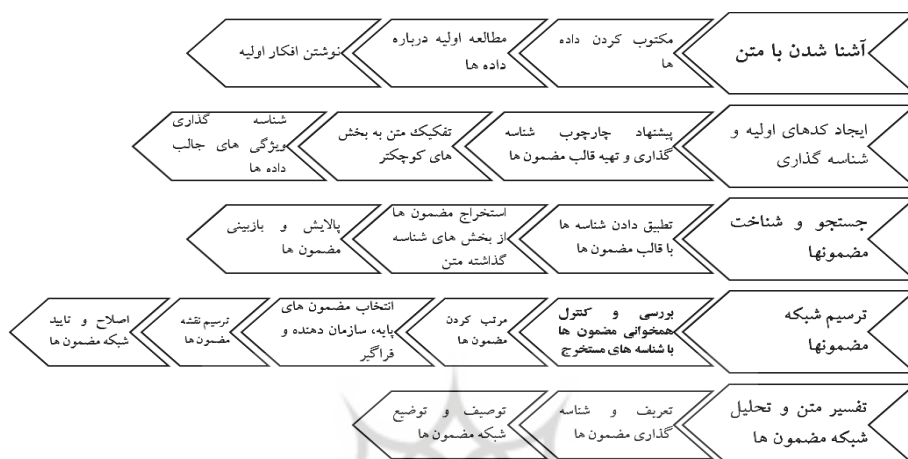 آشنا شدن با متن
مکتوب کردن داده
ها
مطالعه اولیه درباره
داده ها
نوشتن افکار اولیه
ایجاد کدهای اولیه و
شناسه گذاری
پیشنهاد چارچوب شناسه
گذاری و تهیه قالب مضمون ها
تفکیک متن به بخش
های کوچکتر
شناسه گذاری
ویژگی های جالب
داده ها
جستجو و شناخت
مضمونها
تطبیق دادن شناسه ها
با قالب مضمون ها
استخراج مضمون ها
از بخش های شناسه
گذاشته متن
پالایش و بازبینی
مضمون ها
ترسیم شبکه
مضمونها
بررسی و کنترل
همخوانی مضمون ها
با شناسه های مستخرج
مرتب کردن
مضمون ها
انتخاب مضمون های
پایه، سازمان دهنده و
فراگیر
ترسیم نقشه
مضمون ها
اصلاح و تایید
شبکه مضمون ها
تفسیر متن و تحلیل
شبکه مضمون ها
تعریف و شناسه
گذاری مضمون ها
توصیف و توضیع
شبکه مضمون ها